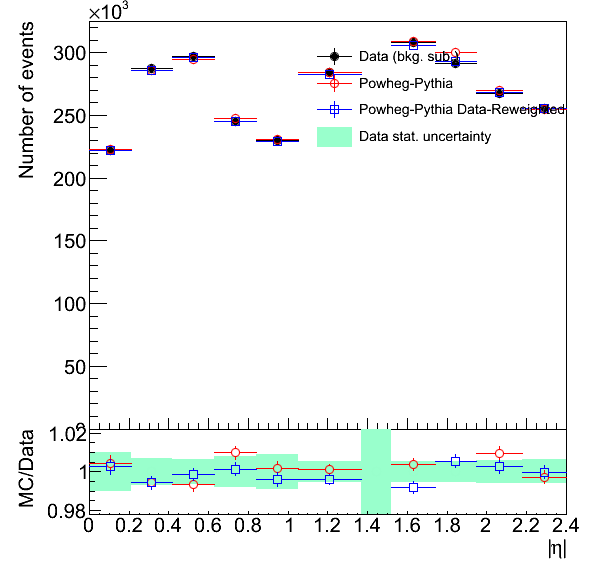 ×10³
Number of events
300
250
200
150
100
50
Data (bkg. sub.)
Powheg-Pythia
Powheg-Pythia Data-Reweighted
Data stat. uncertainty
MC/Data
1.02
1
0.98
0 0.2 0.4 0.6 0.8 1 1.2 1.4 1.6 1.8 2 2.2 2.4
|η|